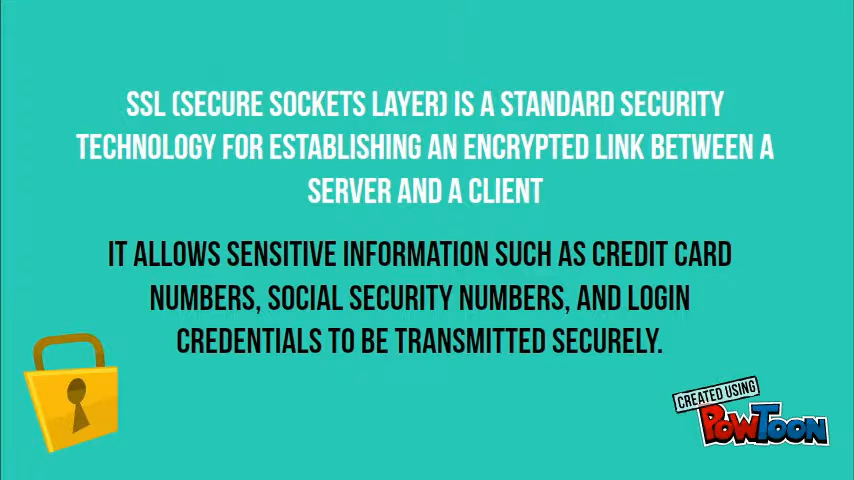 SSL (SECURE SOCKETS LAYER) IS A STANDARD SECURITY
TECHNOLOGY FOR ESTABLISHING AN ENCRYPTED LINK BETWEEN A
SERVER AND A CLIENT
IT ALLOWS SENSITIVE INFORMATION SUCH AS CREDIT CARD
NUMBERS, SOCIAL SECURITY NUMBERS, AND LOGIN
CREDENTIALS TO BE TRANSMITTED SECURELY.
CREATED USING
POWTOON